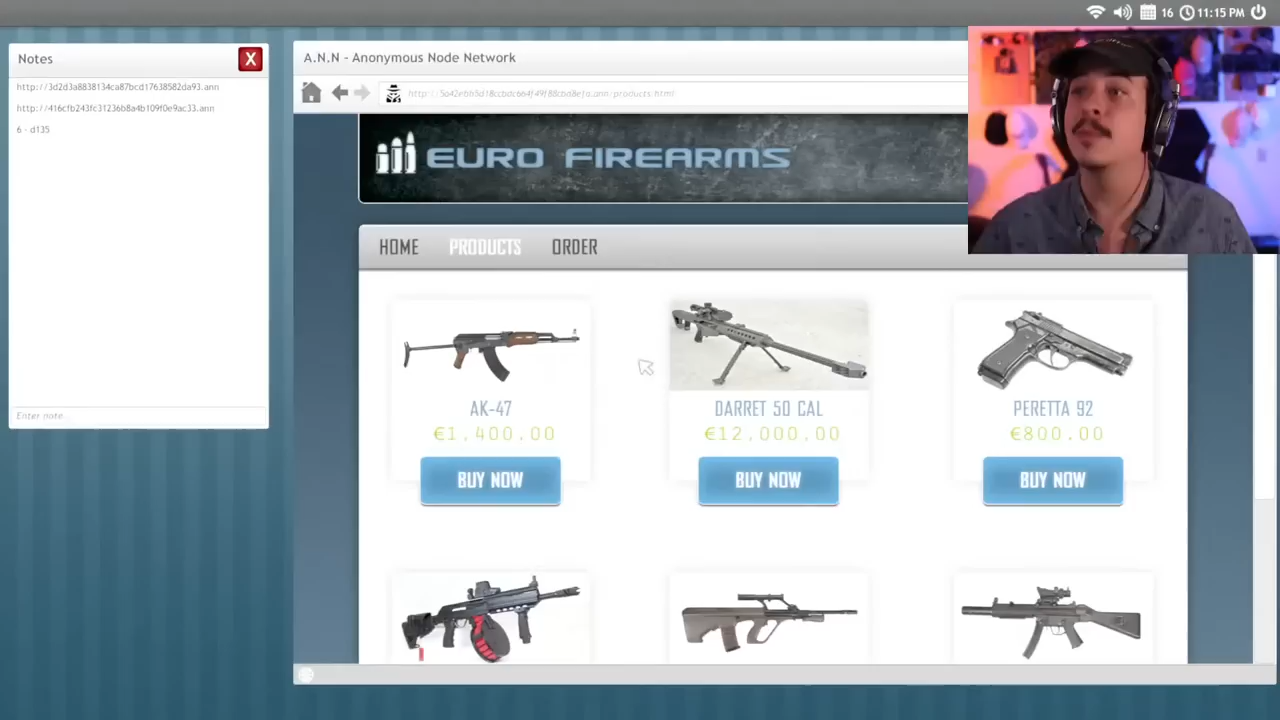 16 11:15 PM
Notes
X
http://3d2d3a8838134ca87bcd17638582da93.ann
http://416cfb243fc31236b8a4b109f0e9ac33.ann
6 - d135
Enter note...
A.N.N - Anonymous Node Network
EURO FIREARMS
HOME PRODUCTS ORDER
AK-47 DARRET 50 CAL PERETTA 92
€1,400.00 €12,000.00 €800.00
BUY NOW BUY NOW BUY NOW